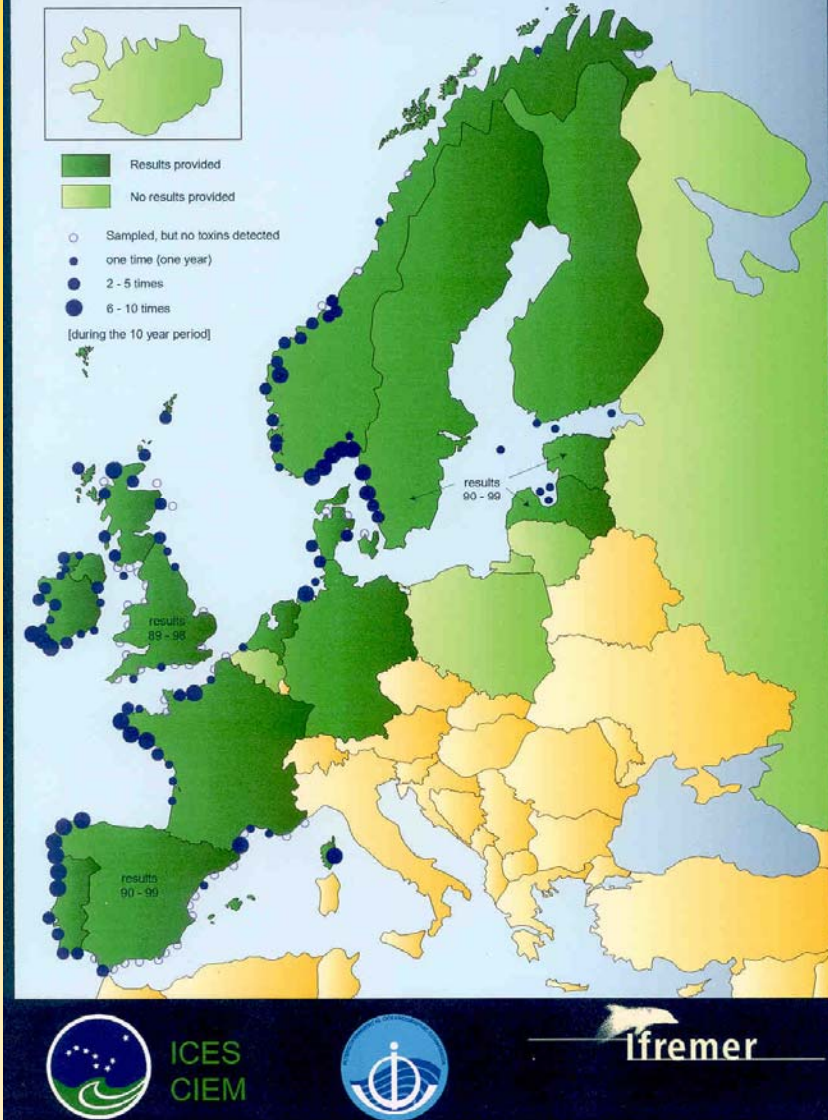 Results provided
No results provided
Sampled, but no toxins detected
one time (one year)
2 - 5 times
6 - 10 times
[during the 10 year period]
results
90 - 99
results
89 - 98
results
90 - 99
ICES
CIEM
Ifremer